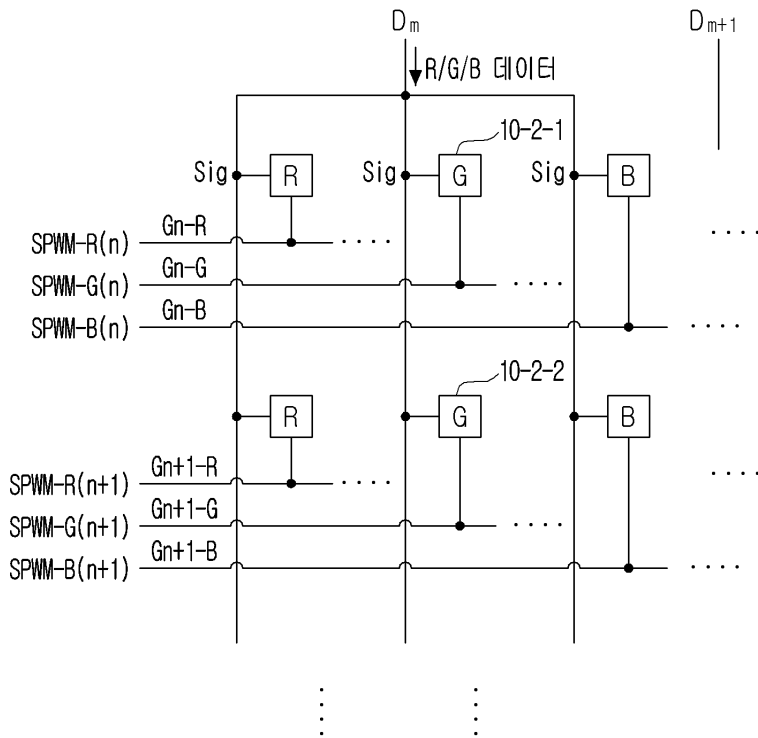 Dm Dm+1
R/G/B 데이터
10-2-1
Sig R Sig G Sig B
Gn-R
SPWM-R(n)
Gn-G
SPWM-G(n)
Gn-B
SPWM-B(n)
10-2-2
R G B
Gn+1-R
SPWM-R(n+1)
Gn+1-G
SPWM-G(n+1)
Gn+1-B
SPWM-B(n+1)